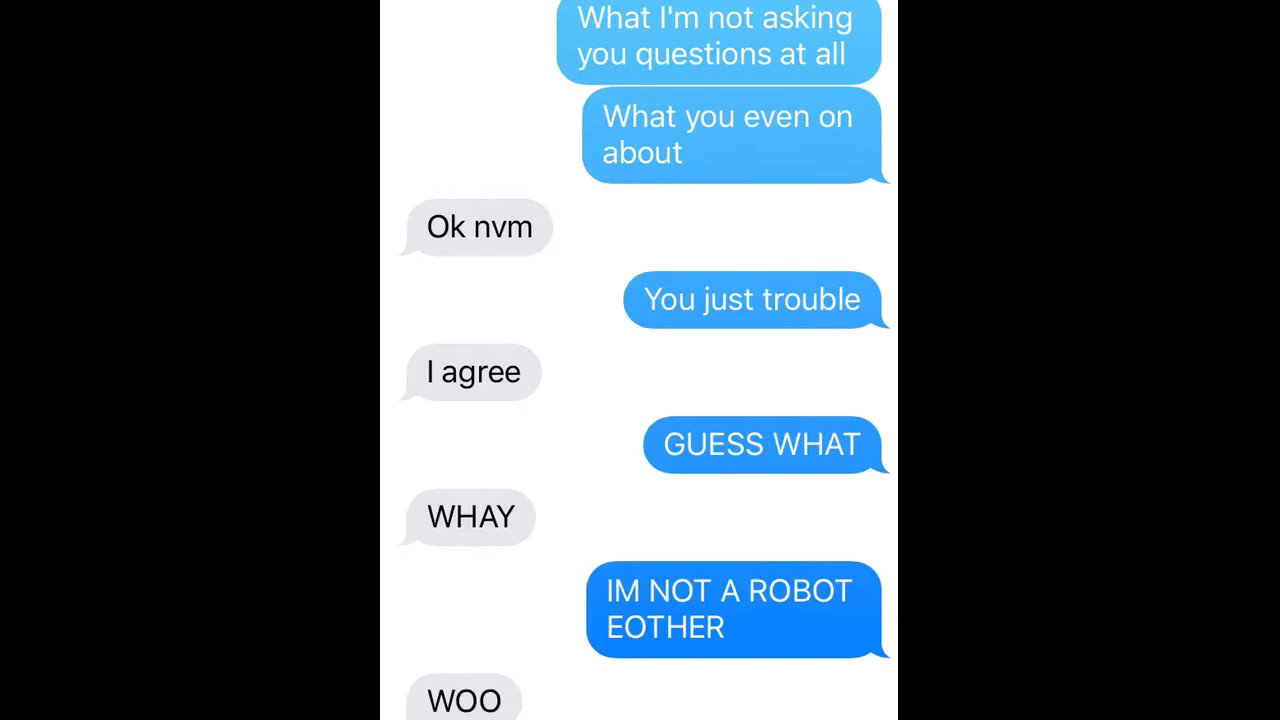 What I'm not asking
you questions at all
What you even on
about
Ok nvm
You just trouble
I agree
GUESS WHAT
WHAY
IM NOT A ROBOT
EOTHER
WOO